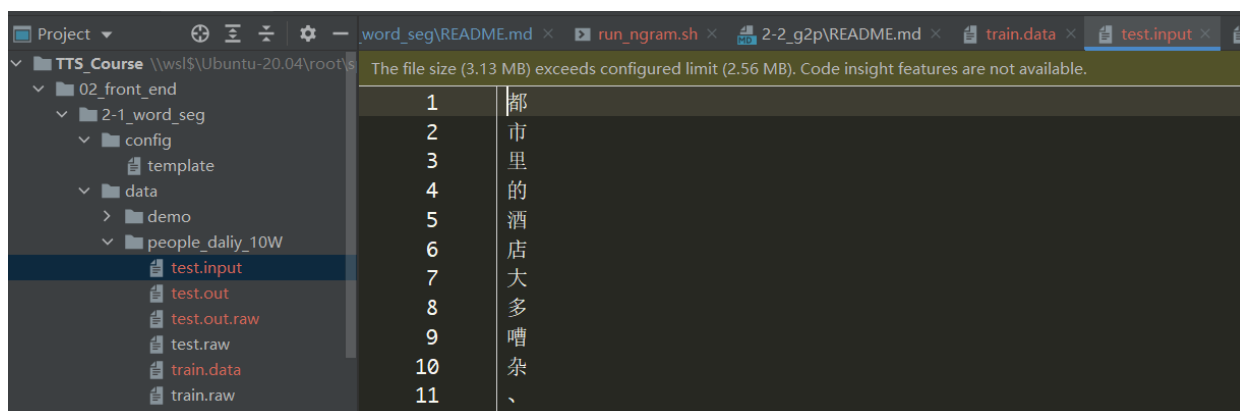 Project
_word_seg\README.md × run_ngram.sh × 2-2_g2p\README.md × train.data × test.input ×
TTS_Course \\wsl$\Ubuntu-20.04\root\s
The file size (3.13 MB) exceeds configured limit (2.56 MB). Code insight features are not available.
02_front_end
2-1_word_seg
config
template
data
demo
people_daliy_10W
test.input
test.out
test.out.raw
test.raw
train.data
train.raw
1 都
2 市
3 里
4 的
5 酒
6 店
7 大
8 多
9 嘈
10 杂
11 、